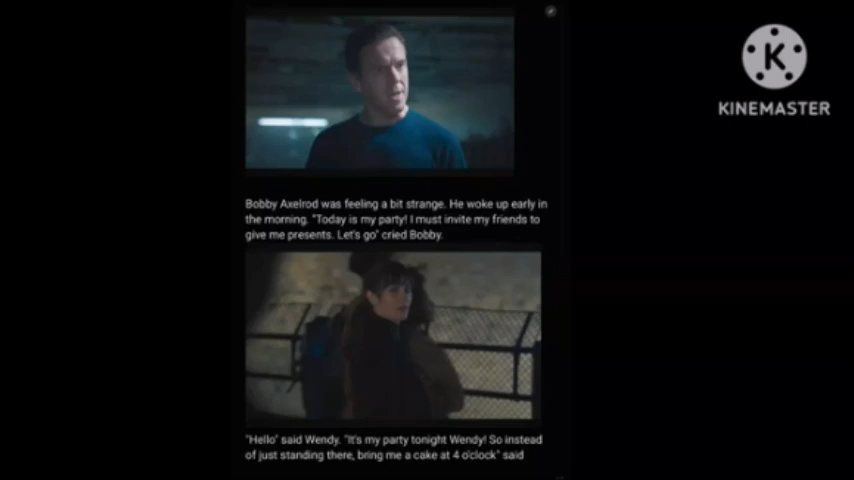 KINEMASTER
Bobby Axelrod was feeling a bit strange. He woke up early in
the morning. "Today is my party! I must invite my friends to
give me presents. Let's go" cried Bobby.
"Hello" said Wendy. "It's my party tonight Wendy! So instead
of just standing there, bring me a cake at 4 o'clock" said